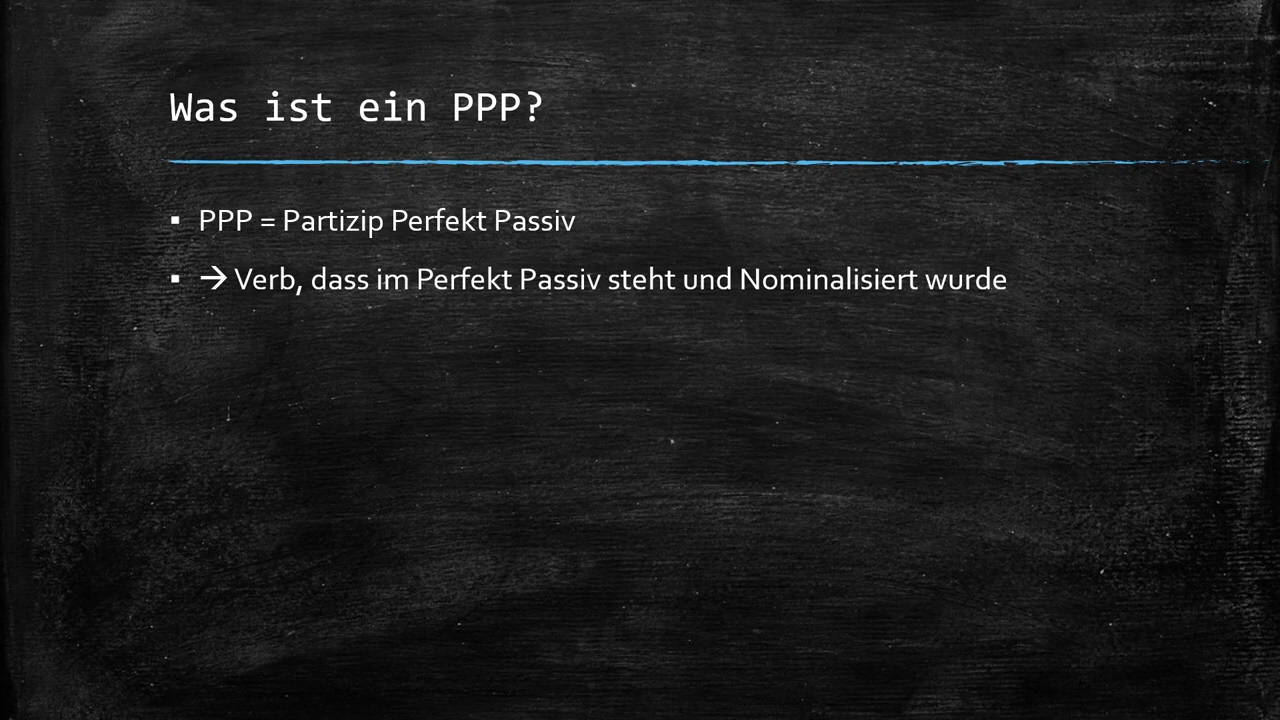 Was ist ein PPP?
▪ PPP = Partizip Perfekt Passiv
▪ → Verb, dass im Perfekt Passiv steht und Nominalisiert wurde